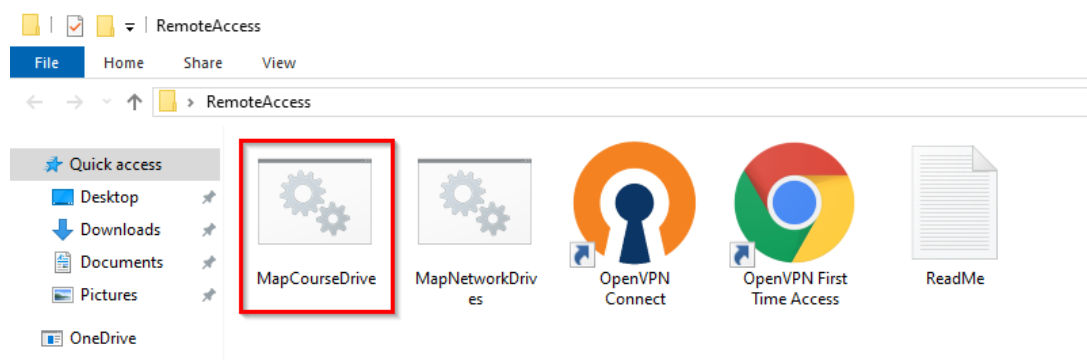 RemoteAccess
File Home Share View
RemoteAccess
Quick access
Desktop
Downloads
Documents
Pictures
OneDrive
MapCourseDrive
MapNetworkDriv
es
OpenVPN
Connect
OpenVPN First
Time Access
ReadMe